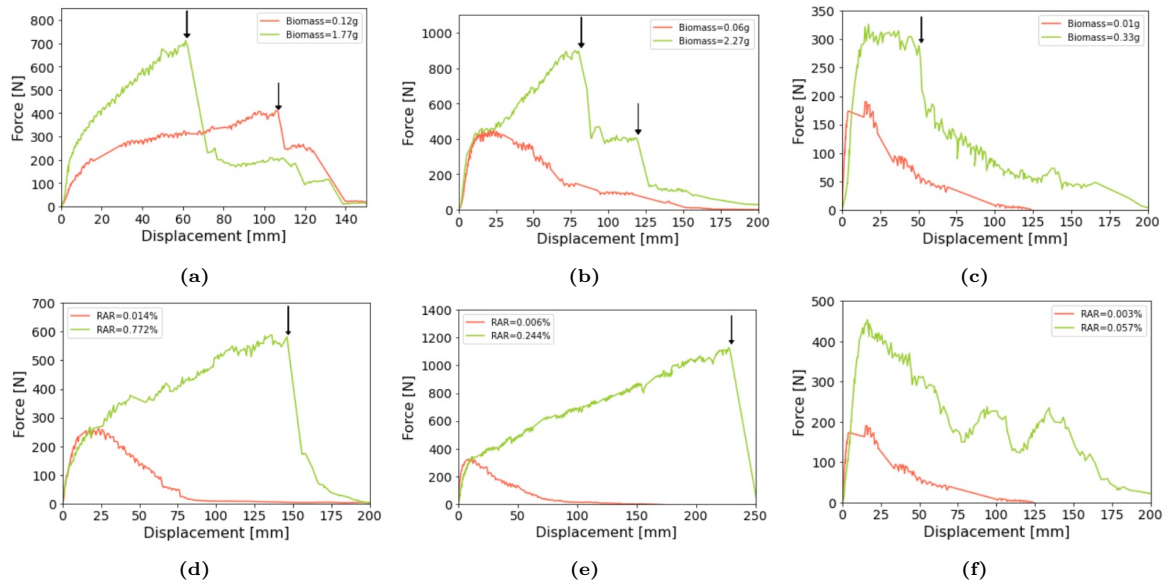 Force [N]
800
700
600
500
400
300
200
100
0
Biomass=0.12g
Biomass=1.77g
0 20 40 60 80 100 120 140
Displacement [mm]
(a)
Force [N]
1000
800
600
400
200
0
Biomass=0.06g
Biomass=2.27g
0 25 50 75 100 125 150 175 200
Displacement [mm]
(b)
Force [N]
350
300
250
200
150
100
50
0
Biomass=0.01g
Biomass=0.33g
0 25 50 75 100 125 150 175 200
Displacement [mm]
(c)
Force [N]
700
600
500
400
300
200
100
0
RAR=0.014%
RAR=0.772%
0 25 50 75 100 125 150 175 200
Displacement [mm]
(d)
Force [N]
1400
1200
1000
800
600
400
200
0
RAR=0.006%
RAR=0.244%
0 50 100 150 200 250
Displacement [mm]
(e)
Force [N]
500
400
300
200
100
0
RAR=0.003%
RAR=0.057%
0 25 50 75 100 125 150 175 200
Displacement [mm]
(f)